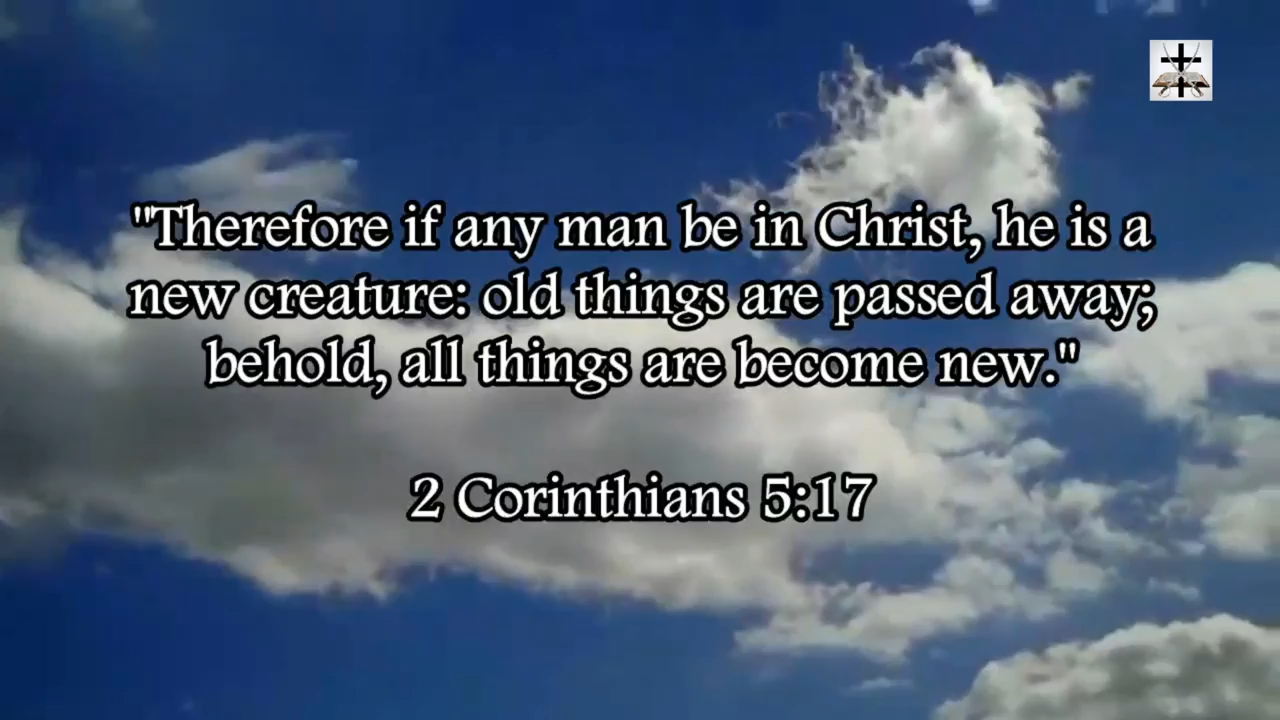 "Therefore if any man be in Christ, he is a
new creature: old things are passed away;
behold, all things are become new."
2 Corinthians 5:17